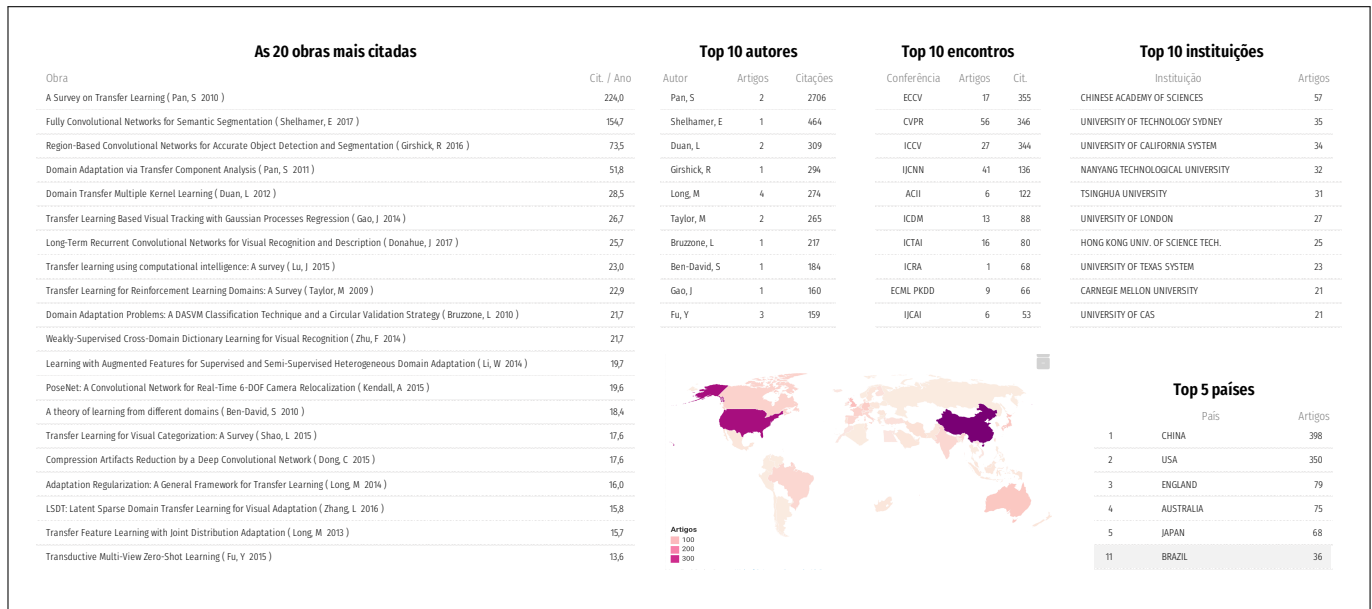 As 20 obras mais citadas
Obra Cit. / Ano
A Survey on Transfer Learning ( Pan, S 2010 ) 224,0
Fully Convolutional Networks for Semantic Segmentation ( Shelhamer, E 2017 ) 154,7
Region-Based Convolutional Networks for Accurate Object Detection and Segmentation ( Girshick, R 2016 ) 73,5
Domain Adaptation via Transfer Component Analysis ( Pan, S 2011 ) 51,8
Domain Transfer Multiple Kernel Learning ( Duan, L 2012 ) 28,5
Transfer Learning Based Visual Tracking with Gaussian Processes Regression ( Gao, J 2014 ) 26,7
Long-Term Recurrent Convolutional Networks for Visual Recognition and Description ( Donahue, J 2017 ) 25,7
Transfer learning using computational intelligence: A survey ( Lu, J 2015 ) 23,0
Transfer Learning for Reinforcement Learning Domains: A Survey ( Taylor, M 2009 ) 22,9
Domain Adaptation Problems: A DASVM Classification Technique and a Circular Validation Strategy ( Bruzzone, L 2010 ) 21,7
Weakly-Supervised Cross-Domain Dictionary Learning for Visual Recognition ( Zhu, F 2014 ) 21,7
Learning with Augmented Features for Supervised and Semi-Supervised Heterogeneous Domain Adaptation ( Li, W 2014 ) 19,7
PoseNet: A Convolutional Network for Real-Time 6-DOF Camera Relocalization ( Kendall, A 2015 ) 19,6
A theory of learning from different domains ( Ben-David, S 2010 ) 18,4
Transfer Learning for Visual Categorization: A Survey ( Shao, L 2015 ) 17,6
Compression Artifacts Reduction by a Deep Convolutional Network ( Dong, C 2015 ) 17,6
Adaptation Regularization: A General Framework for Transfer Learning ( Long, M 2014 ) 16,0
LSDT: Latent Sparse Domain Transfer Learning for Visual Adaptation ( Zhang, L 2016 ) 15,8
Transfer Feature Learning with Joint Distribution Adaptation ( Long, M 2013 ) 15,7
Transductive Multi-View Zero-Shot Learning ( Fu, Y 2015 ) 13,6
Top 10 autores
Autor Artigos Citações
Pan, S 2 2706
Shelhamer, E 1 464
Duan, L 2 309
Girshick, R 1 294
Long, M 4 274
Taylor, M 2 265
Bruzzone, L 1 217
Ben-David, S 1 184
Gao, J 1 160
Fu, Y 3 159
Top 10 encontros
Conferência Artigos Cit.
ECCV 17 355
CVPR 56 346
ICCV 27 344
IJCNN 41 136
ACII 6 122
ICDM 13 88
ICTAI 16 80
ICRA 1 68
ECML PKDD 9 66
IJCAI 6 53
Top 10 instituições
Instituição Artigos
CHINESE ACADEMY OF SCIENCES 57
UNIVERSITY OF TECHNOLOGY SYDNEY 35
UNIVERSITY OF CALIFORNIA SYSTEM 34
NANYANG TECHNOLOGICAL UNIVERSITY 32
TSINGHUA UNIVERSITY 31
UNIVERSITY OF LONDON 27
HONG KONG UNIV. OF SCIENCE TECH. 25
UNIVERSITY OF TEXAS SYSTEM 23
CARNEGIE MELLON UNIVERSITY 21
UNIVERSITY OF CAS 21
Artigos
100
200
300
Top 5 países
País Artigos
1 CHINA 398
2 USA 350
3 ENGLAND 79
4 AUSTRALIA 75
5 JAPAN 68
11 BRAZIL 36